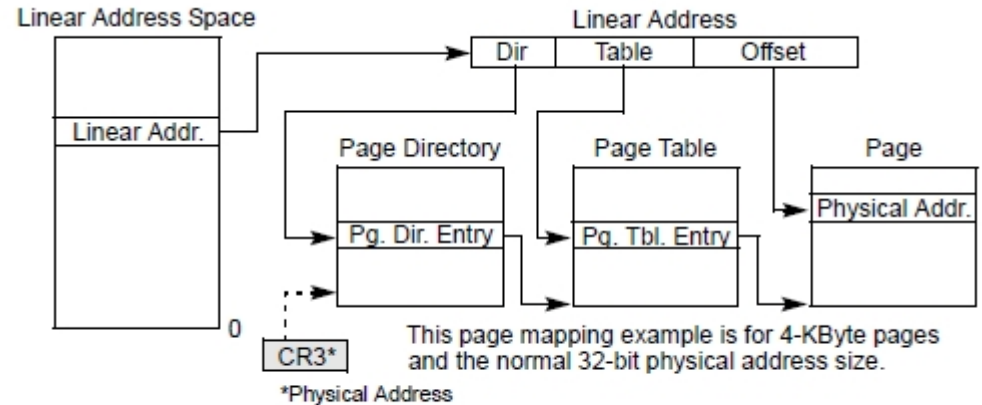 Linear Address Space
Linear Address
Dir
Table
Offset
Linear Addr.
Page Directory
Page Table
Page
Physical Addr.
Pg. Dir. Entry
Pg. Tbl. Entry
0
This page mapping example is for 4-KByte pages
and the normal 32-bit physical address size.
CR3*
*Physical Address